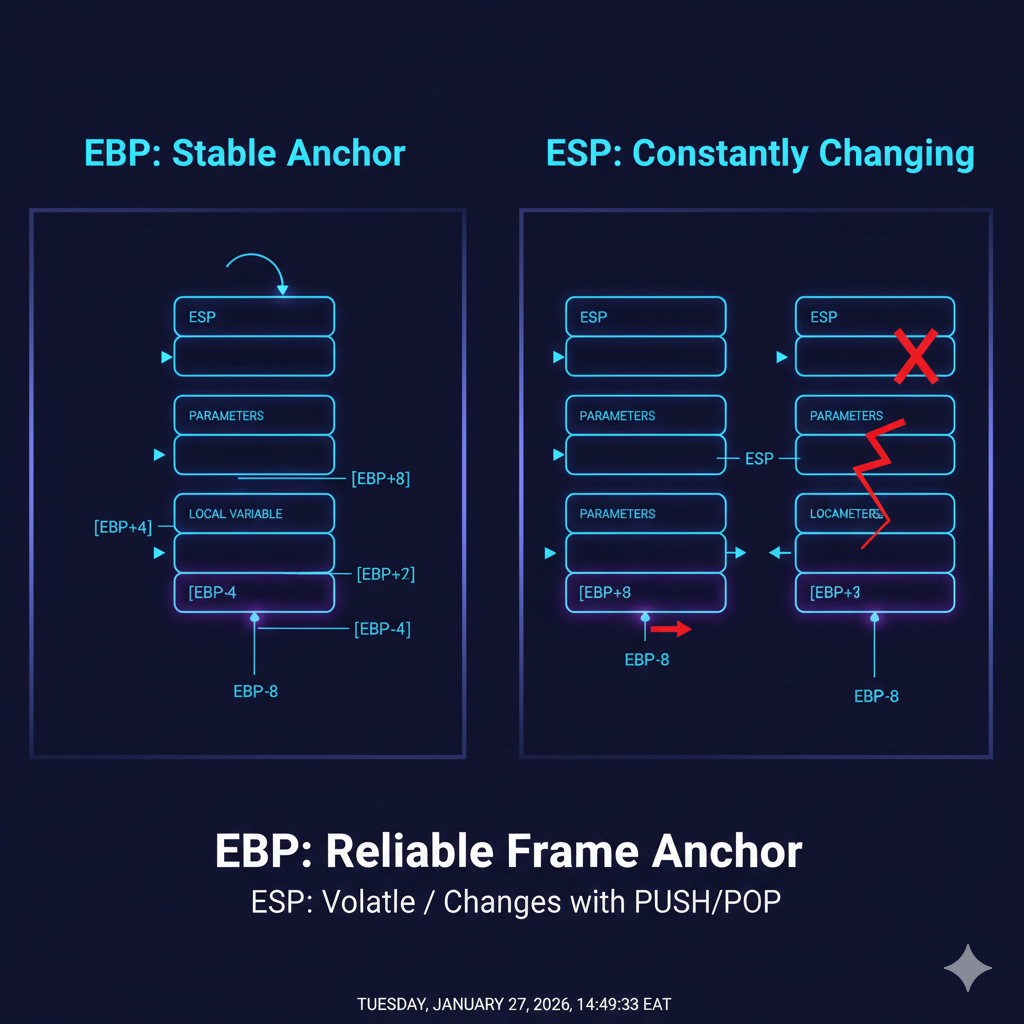 EBP: Stable Anchor
ESP
PARAMETERS
[EBP+8]
LOCAL VARIABLE
[EBP+4]
[EBP+2]
[EBP-4
[EBP-4]
EBP-8
ESP: Constantly Changing
ESP
PARAMETERS
ESP
PARAMETERS
[EBP+8
EBP-8
ESP
PARAMETERS
[EBP+3
EBP-8
EBP: Reliable Frame Anchor
ESP: Volatle / Changes with PUSH/POP
TUESDAY, JANUARY 27, 2026, 14:49:33 EAT